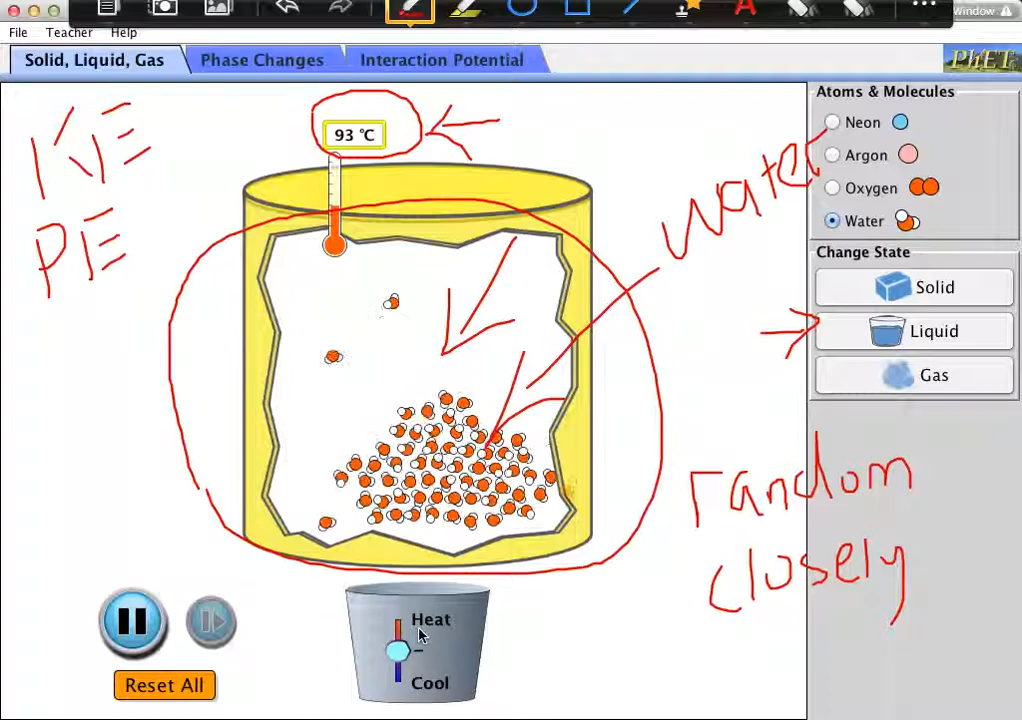 Window
File Teacher Help
Solid, Liquid, Gas Phase Changes Interaction Potential
PhET
KE
PE
93 °C
water
Atoms & Molecules
Neon
Argon
Oxygen
Water
Change State
Solid
Liquid
Gas
random
closely
Heat
Cool
Reset All